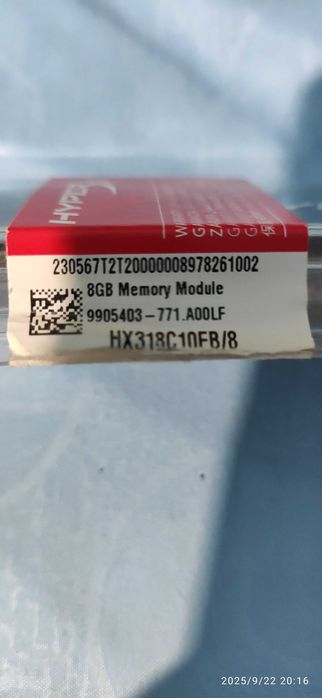 HYPERX
230567T2T20000008978261002
8GB Memory Module
9905403-771.A00LF
HX318C10FB/8
2025/9/22 20:16